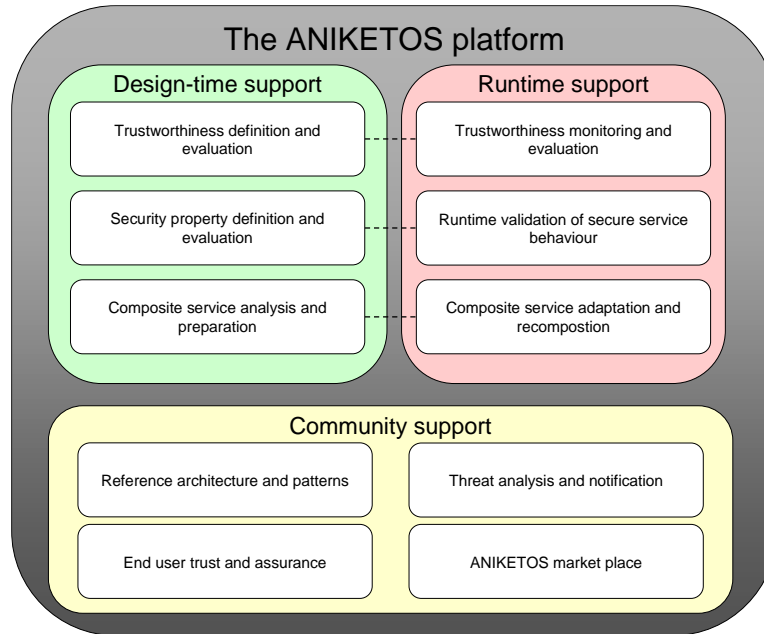 The ANIKETOS platform
Design-time support
Trustworthiness definition and
evaluation
Security property definition and
evaluation
Composite service analysis and
preparation
Runtime support
Trustworthiness monitoring and
evaluation
Runtime validation of secure service
behaviour
Composite service adaptation and
recompostion
Community support
Reference architecture and patterns
Threat analysis and notification
End user trust and assurance
ANIKETOS market place